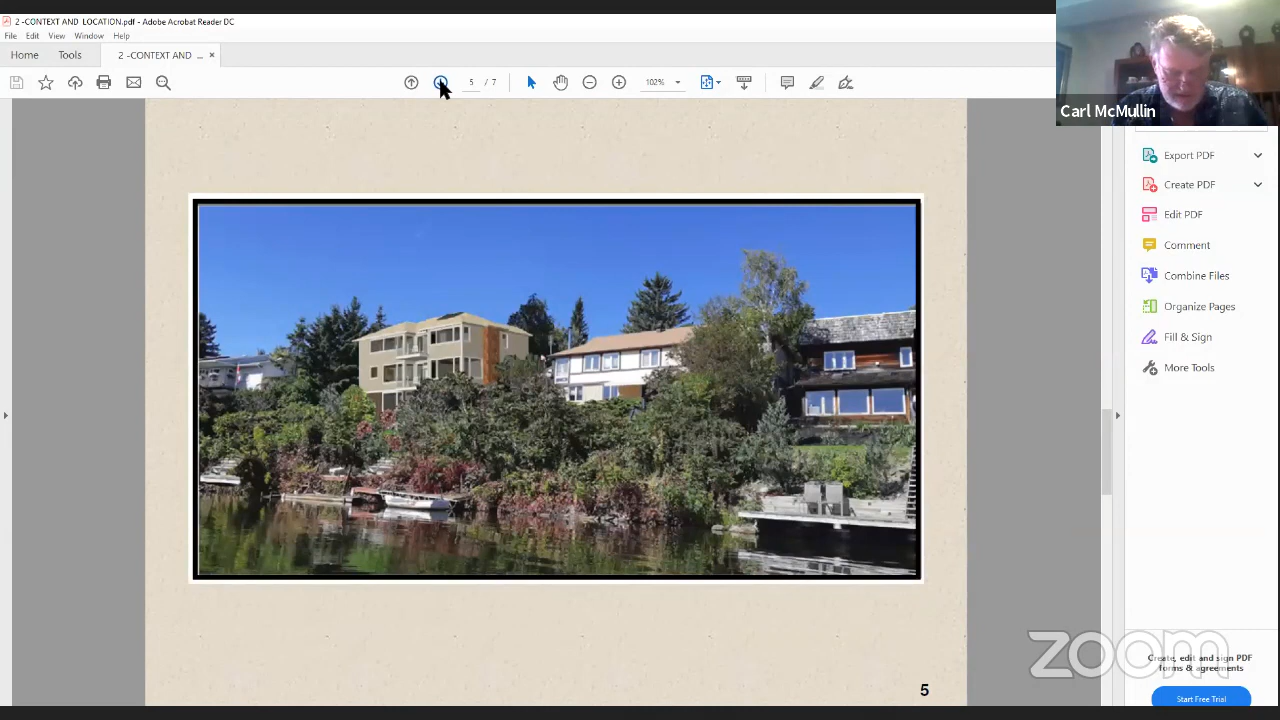 2 -CONTEXT AND LOCATION.pdf - Adobe Acrobat Reader DC
File Edit View Window Help
Home Tools 2 -CONTEXT AND ... ×
5 / 7 102%
Carl McMullin
Export PDF
Create PDF
Edit PDF
Comment
Combine Files
Organize Pages
Fill & Sign
More Tools
zoom
Create, edit and sign PDF
forms & agreements
Start Free Trial
5